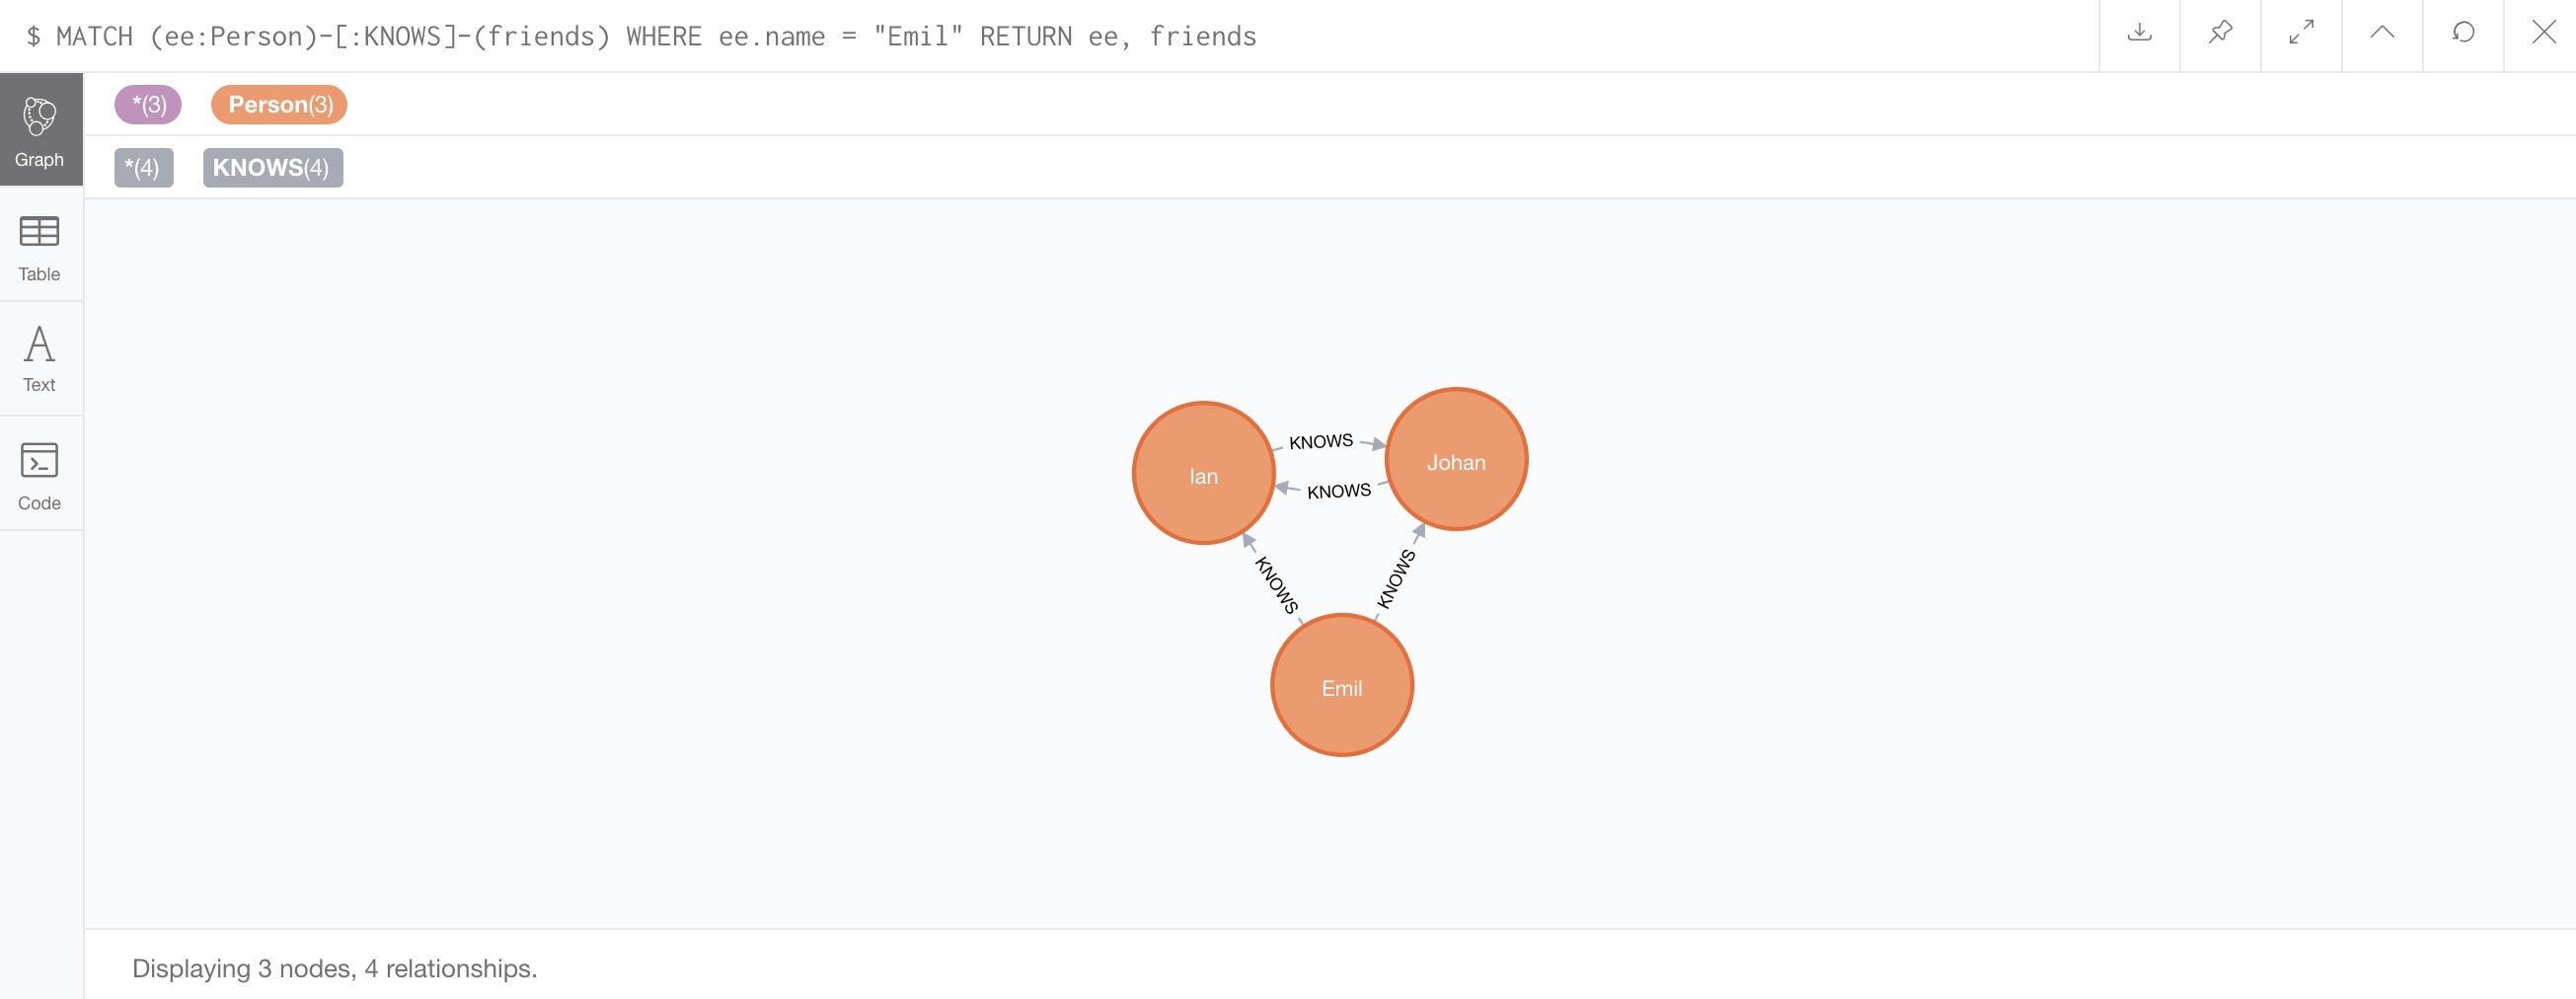 $ MATCH (ee:Person)-[:KNOWS]-(friends) WHERE ee.name = "Emil" RETURN ee, friends
*(3) Person(3)
*(4) KNOWS(4)
Graph
Table
A
Text
>_
Code
KNOWS
Ian
Johan
KNOWS
KNOWS
KNOWS
Emil
Displaying 3 nodes, 4 relationships.